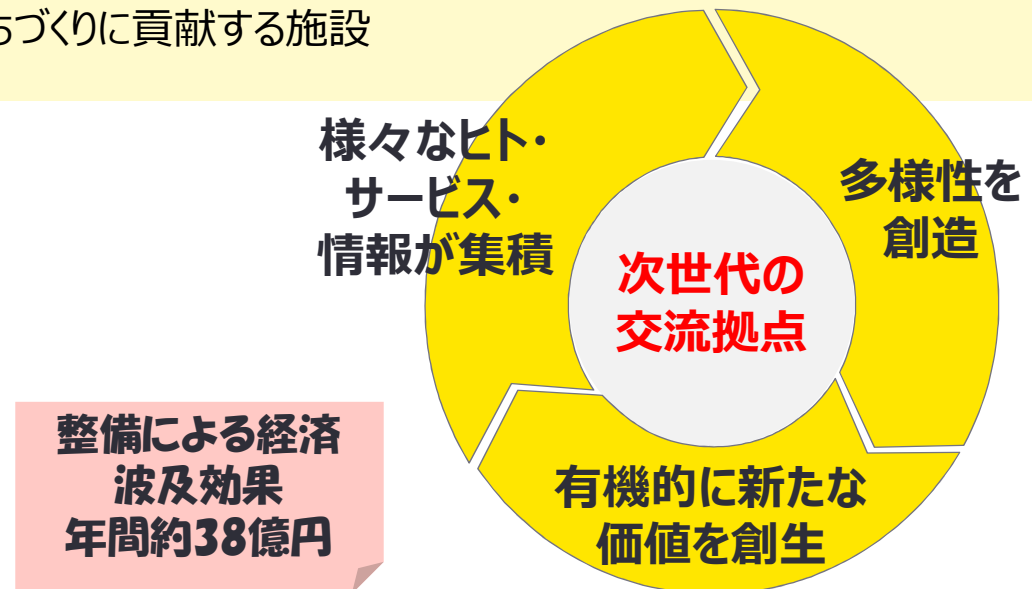 ちづくりに貢献する施設
様々なヒト・
サービス・
情報が集積
多様性を
創造
次世代の
交流拠点
有機的に新たな
価値を創生
整備による経済
波及効果
年間約38億円